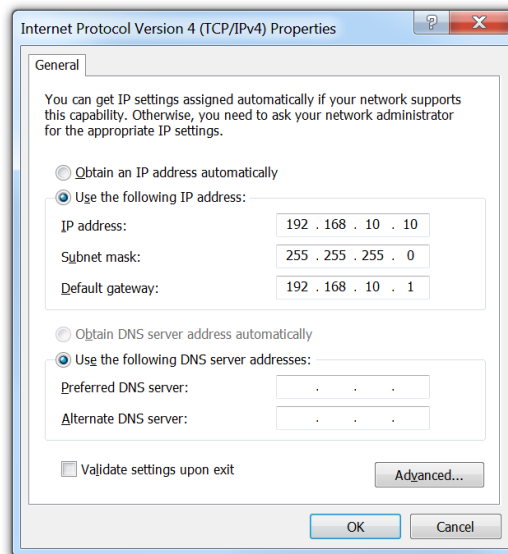 Internet Protocol Version 4 (TCP/IPv4) Properties
?
X
General
You can get IP settings assigned automatically if your network supports
this capability. Otherwise, you need to ask your network administrator
for the appropriate IP settings.
Obtain an IP address automatically
Use the following IP address:
IP address: 192 . 168 . 10 . 10
Subnet mask: 255 . 255 . 255 . 0
Default gateway: 192 . 168 . 10 . 1
Obtain DNS server address automatically
Use the following DNS server addresses:
Preferred DNS server: . . .
Alternate DNS server: . . .
Validate settings upon exit
Advanced...
OK Cancel